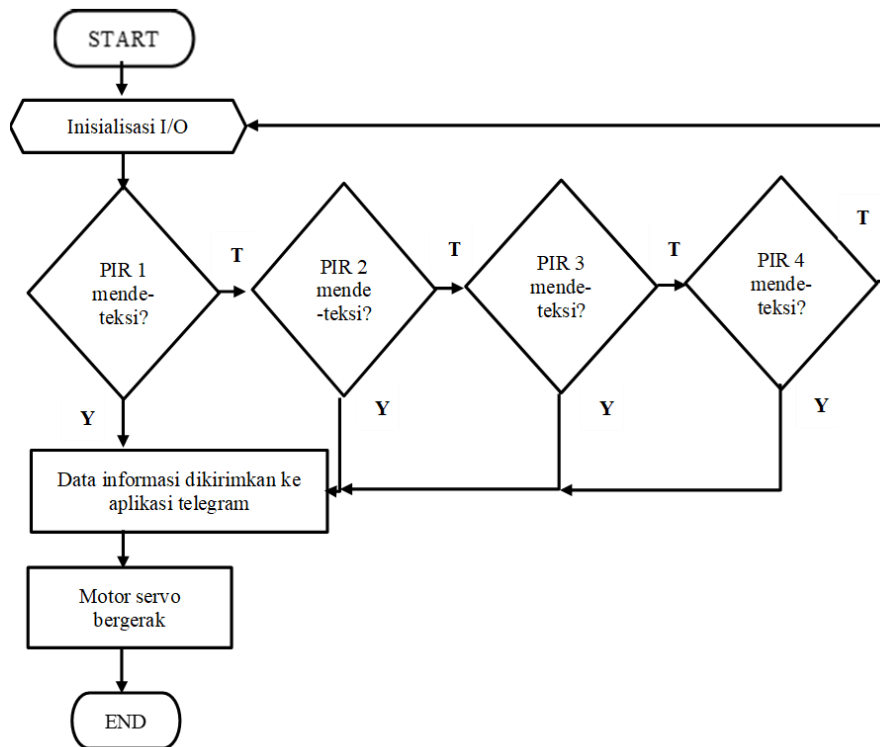 START
Inisialisasi I/O
PIR 1
mende-
teksi?
T
PIR 2
mende
-teksi?
T
PIR 3
mende-
teksi?
T
PIR 4
mende-
teksi?
T
Y
Y
Y
Y
Data informasi dikirimkan ke
aplikasi telegram
Motor servo
bergerak
END